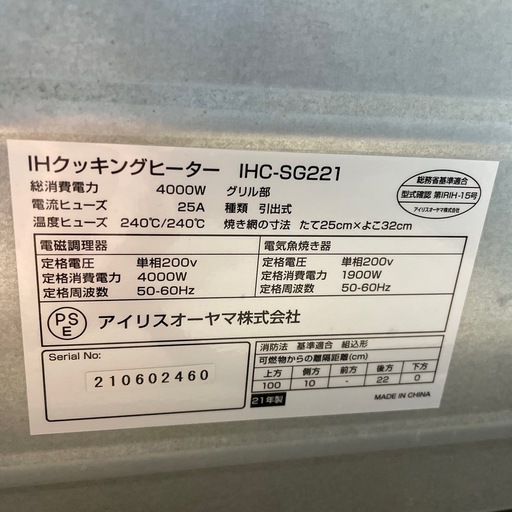 IHクッキングヒーター IHC-SG221
総務省基準適合
型式確認 第IRIH-15号
アイリスオーヤマ株式会社
総消費電力 4000W グリル部
電流ヒューズ 25A 種類 引出式
温度ヒューズ 240℃/240℃ 焼き網の寸法 たて25cm×よこ32cm
電磁調理器
定格電圧 単相200v
定格消費電力 4000W
定格周波数 50-60Hz
電気魚焼き器
定格電圧 単相200v
定格消費電力 1900W
定格周波数 50-60Hz
PSE アイリスオーヤマ株式会社
Serial No:
210602460
消防法 基準適合 組込形
可燃物からの離隔距離(cm)
上方 側方 前方 後方 下方
100 10 - 22 0
21年製 MADE IN CHINA